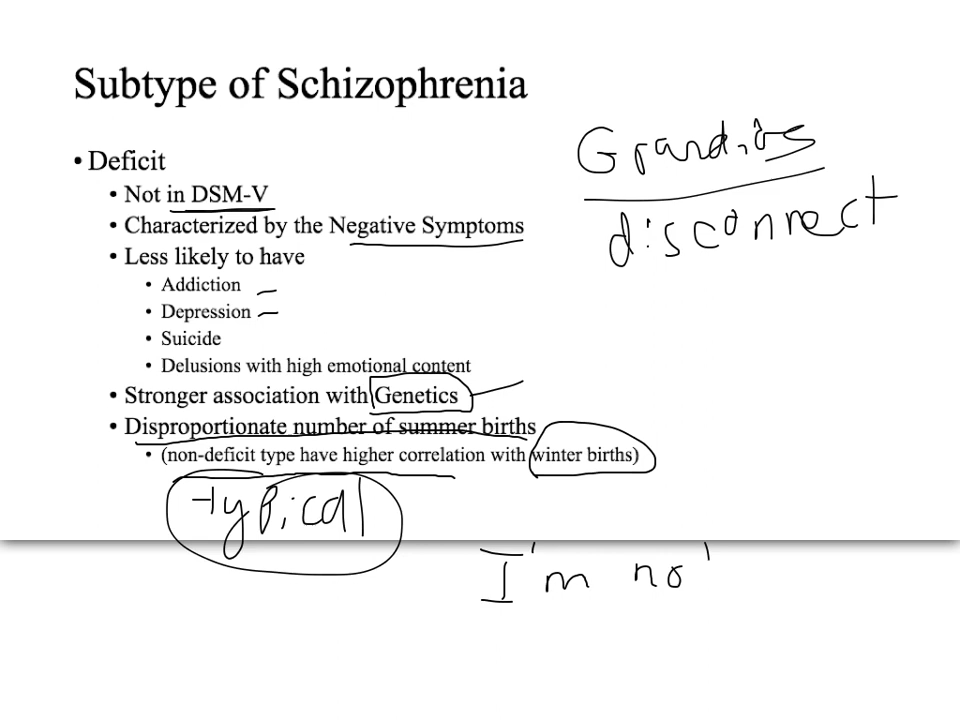 Subtype of Schizophrenia
Grandios
disconnect
• Deficit
• Not in DSM-V
• Characterized by the Negative Symptoms
• Less likely to have
• Addiction
• Depression
• Suicide
• Delusions with high emotional content
• Stronger association with Genetics
• Disproportionate number of summer births
• (non-deficit type have higher correlation with winter births)
typical
I'm no'